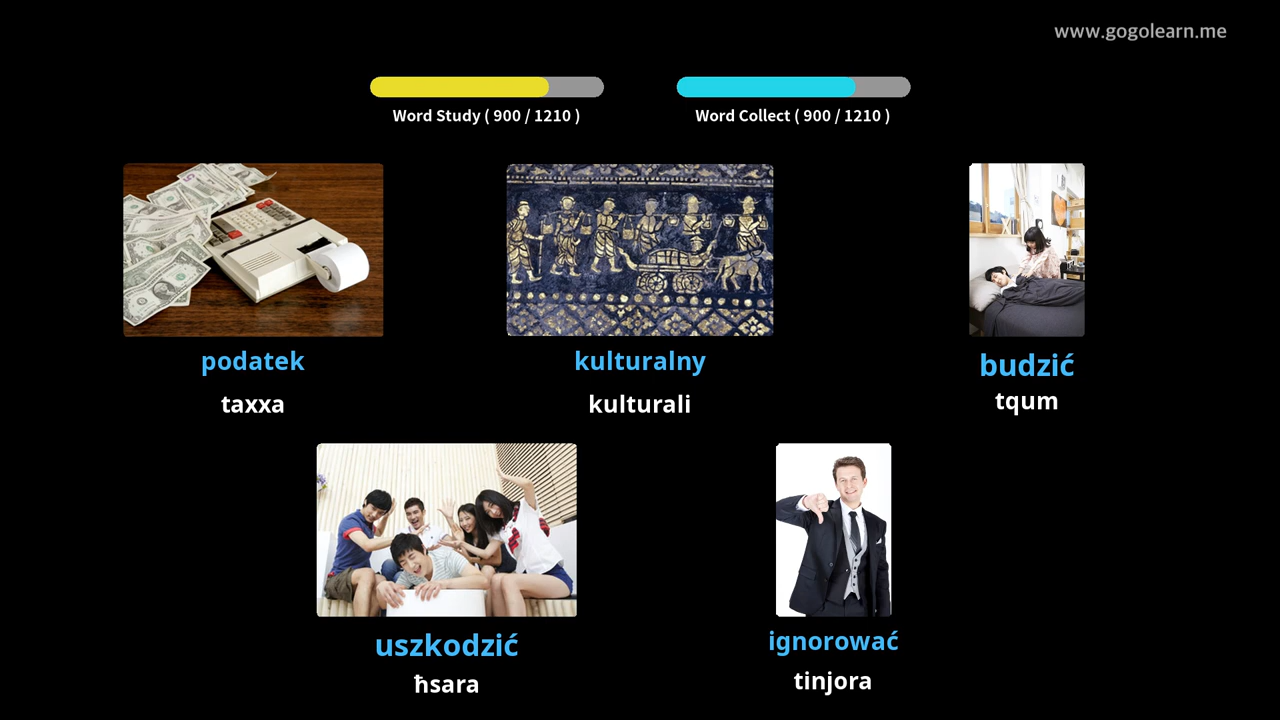 www.gogolearn.me
Word Study ( 900 / 1210 )
Word Collect ( 900 / 1210 )
podatek
taxxa
kulturalny
kulturali
budzić
tqum
uszkodzić
ħsara
ignorować
tinjora